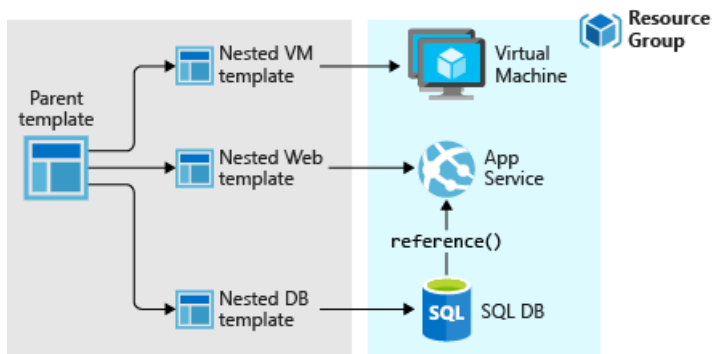 Resource
Group
Nested VM
template
Virtual
Machine
Parent
template
Nested Web
template
App
Service
reference()
Nested DB
template
SQL
SQL DB